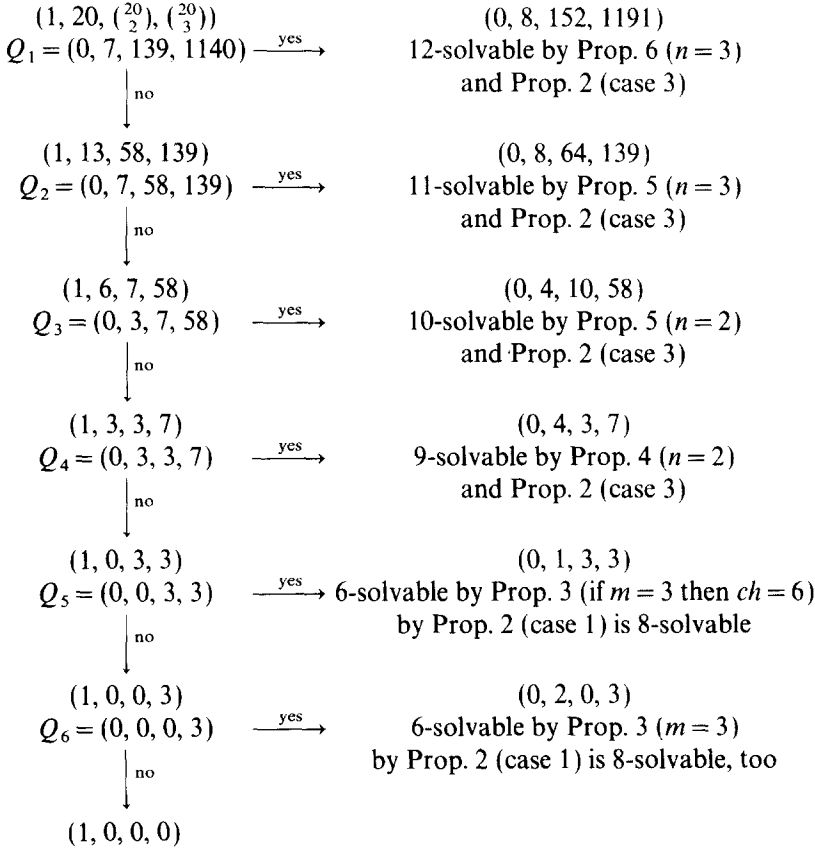 (1, 20, (20 2), (20 3)) (0, 8, 152, 1191)
Q1 = (0, 7, 139, 1140) yes 12-solvable by Prop. 6 (n = 3)
and Prop. 2 (case 3)
no
(1, 13, 58, 139) (0, 8, 64, 139)
Q2 = (0, 7, 58, 139) yes 11-solvable by Prop. 5 (n = 3)
and Prop. 2 (case 3)
no
(1, 6, 7, 58) (0, 4, 10, 58)
Q3 = (0, 3, 7, 58) yes 10-solvable by Prop. 5 (n = 2)
and Prop. 2 (case 3)
no
(1, 3, 3, 7) (0, 4, 3, 7)
Q4 = (0, 3, 3, 7) yes 9-solvable by Prop. 4 (n = 2)
and Prop. 2 (case 3)
no
(1, 0, 3, 3) (0, 1, 3, 3)
Q5 = (0, 0, 3, 3) yes 6-solvable by Prop. 3 (if m = 3 then ch = 6)
by Prop. 2 (case 1) is 8-solvable
no
(1, 0, 0, 3) (0, 2, 0, 3)
Q6 = (0, 0, 0, 3) yes 6-solvable by Prop. 3 (m = 3)
by Prop. 2 (case 1) is 8-solvable, too
no
(1, 0, 0, 0)